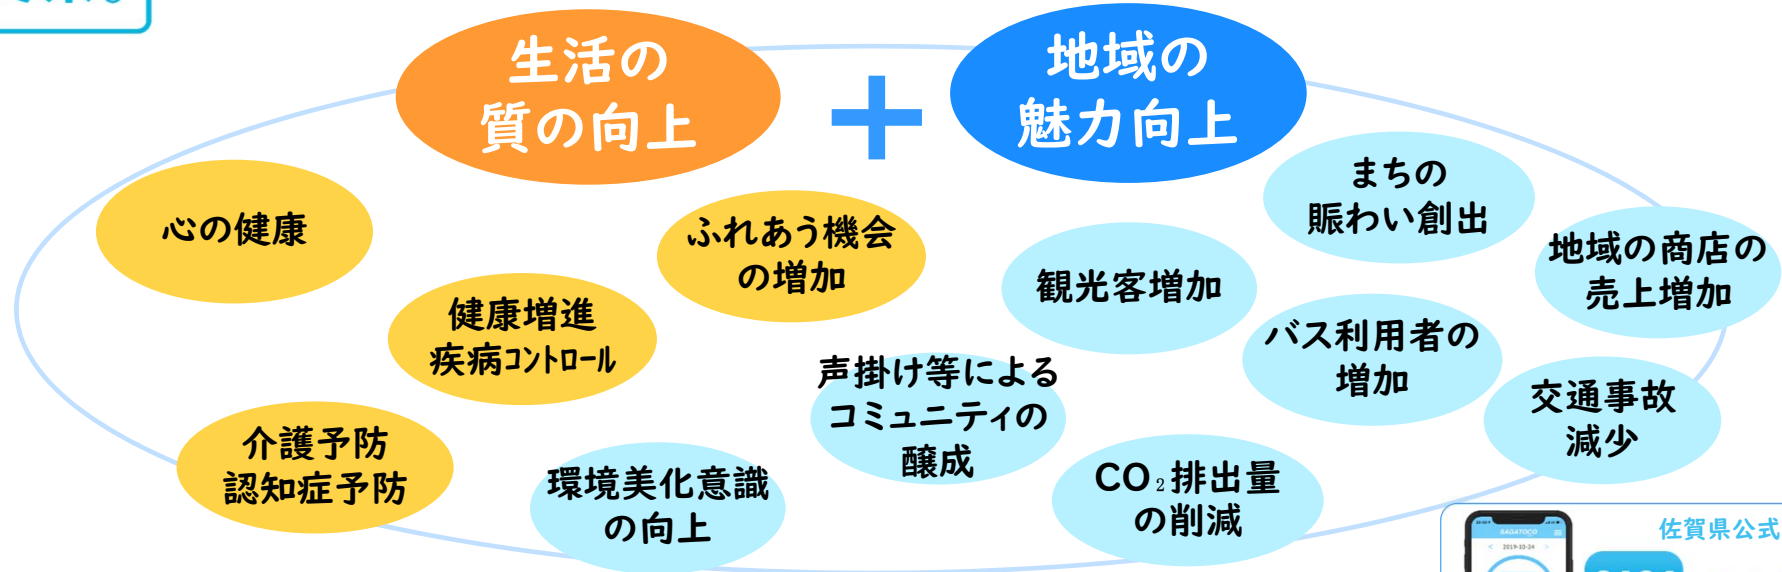 生活の
質の向上
＋
地域の
魅力向上
心の健康
健康増進
疾病コントロール
ふれあう機会
の増加
介護予防
認知症予防
まちの
賑わい創出
観光客増加
地域の商店の
売上増加
バス利用者の
増加
声掛け等による
コミュニティの
醸成
交通事故
減少
環境美化意識
の向上
CO₂排出量
の削減
佐賀県公式
SAGATOCO
2019-10-24